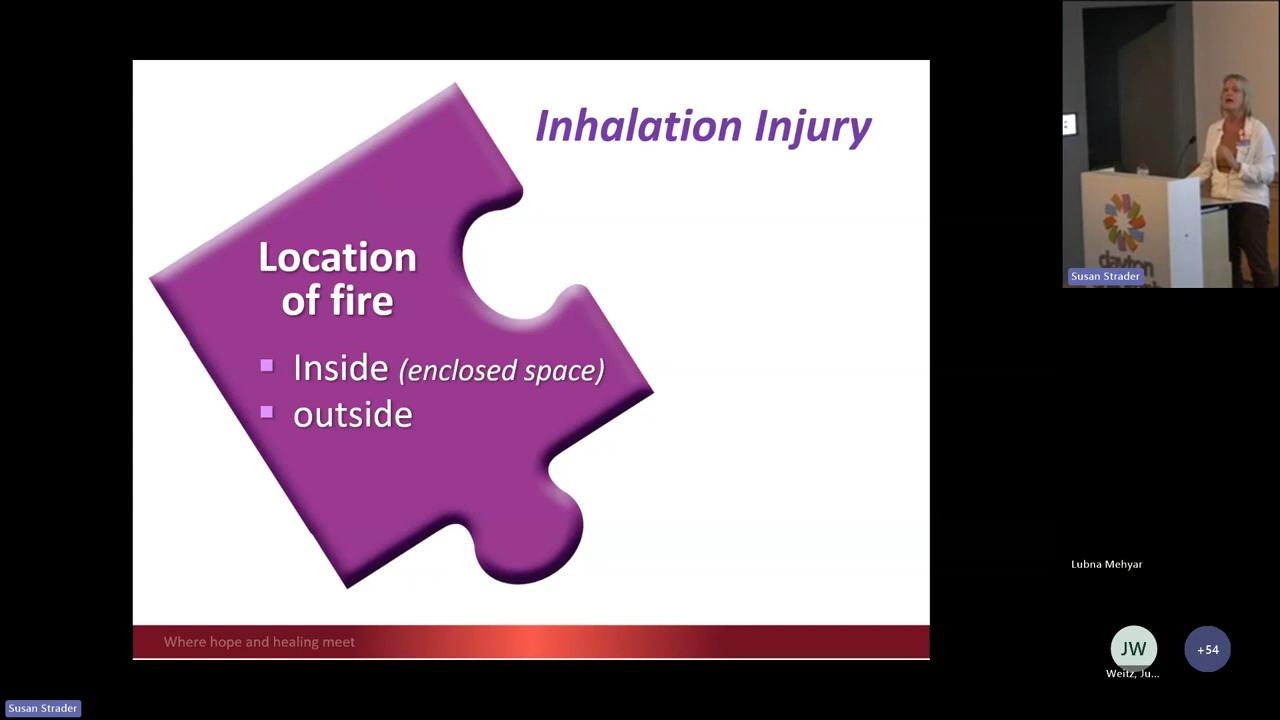 Inhalation Injury
Location
of fire
Inside (enclosed space)
outside
Where hope and healing meet
dayton
Susan Strader
Lubna Mehyar
JW
Weitz, Ju...
+54
Susan Strader